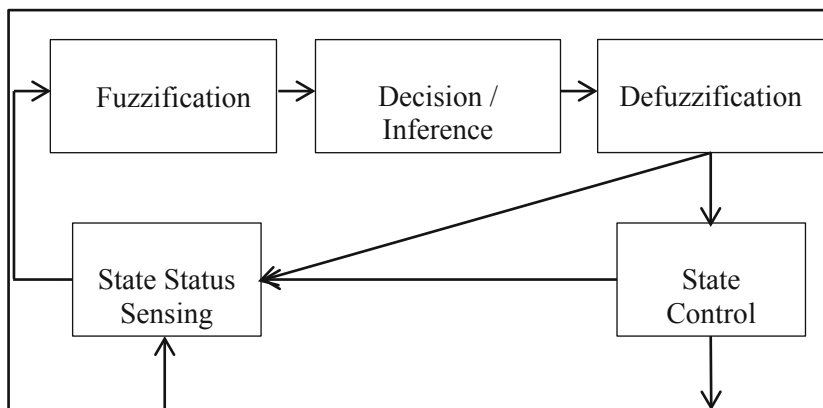 Fuzzification
Decision /
Inference
Defuzzification
State Status
Sensing
State
Control